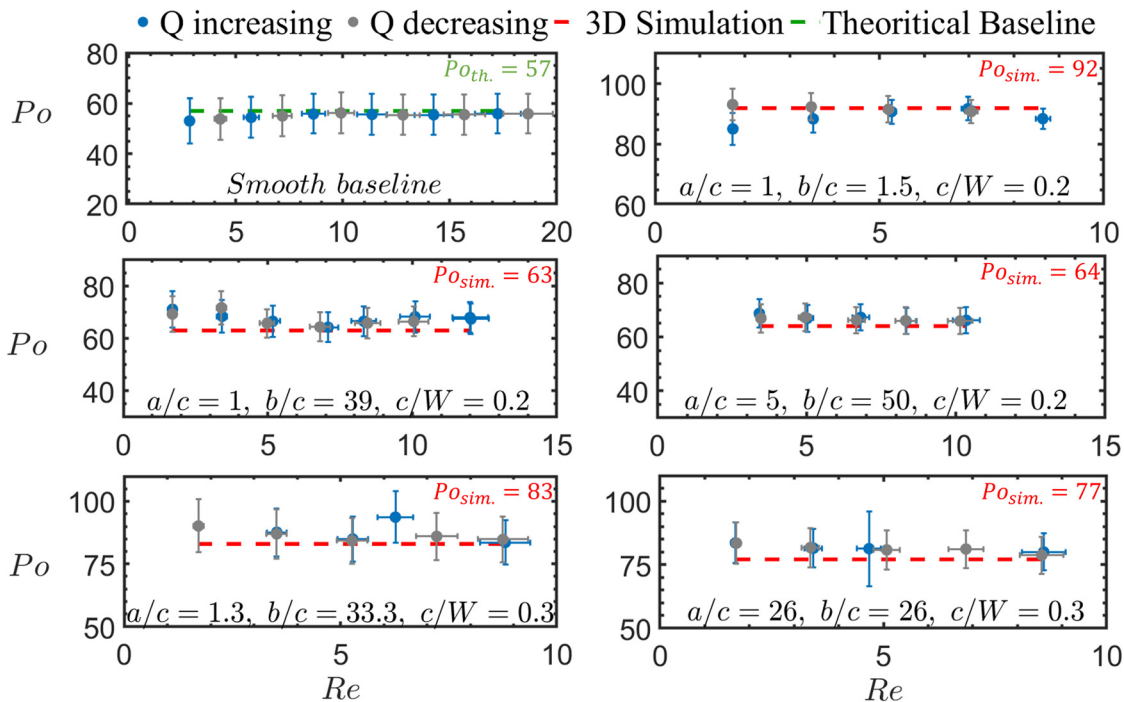 Q increasing Q decreasing 3D Simulation Theoritical Baseline
80
60
40
20
Po
Po_th. = 57
Smooth baseline
0 5 10 15 20
100
80
60
Po_sim. = 92
a/c = 1, b/c = 1.5, c/W = 0.2
0 5 10
80
60
40
Po
Po_sim. = 63
a/c = 1, b/c = 39, c/W = 0.2
0 5 10 15
80
60
40
Po_sim. = 64
a/c = 5, b/c = 50, c/W = 0.2
0 5 10 15
100
75
50
Po
Po_sim. = 83
a/c = 1.3, b/c = 33.3, c/W = 0.3
0 5 10
Re
100
75
50
Po_sim. = 77
a/c = 26, b/c = 26, c/W = 0.3
0 5 10
Re